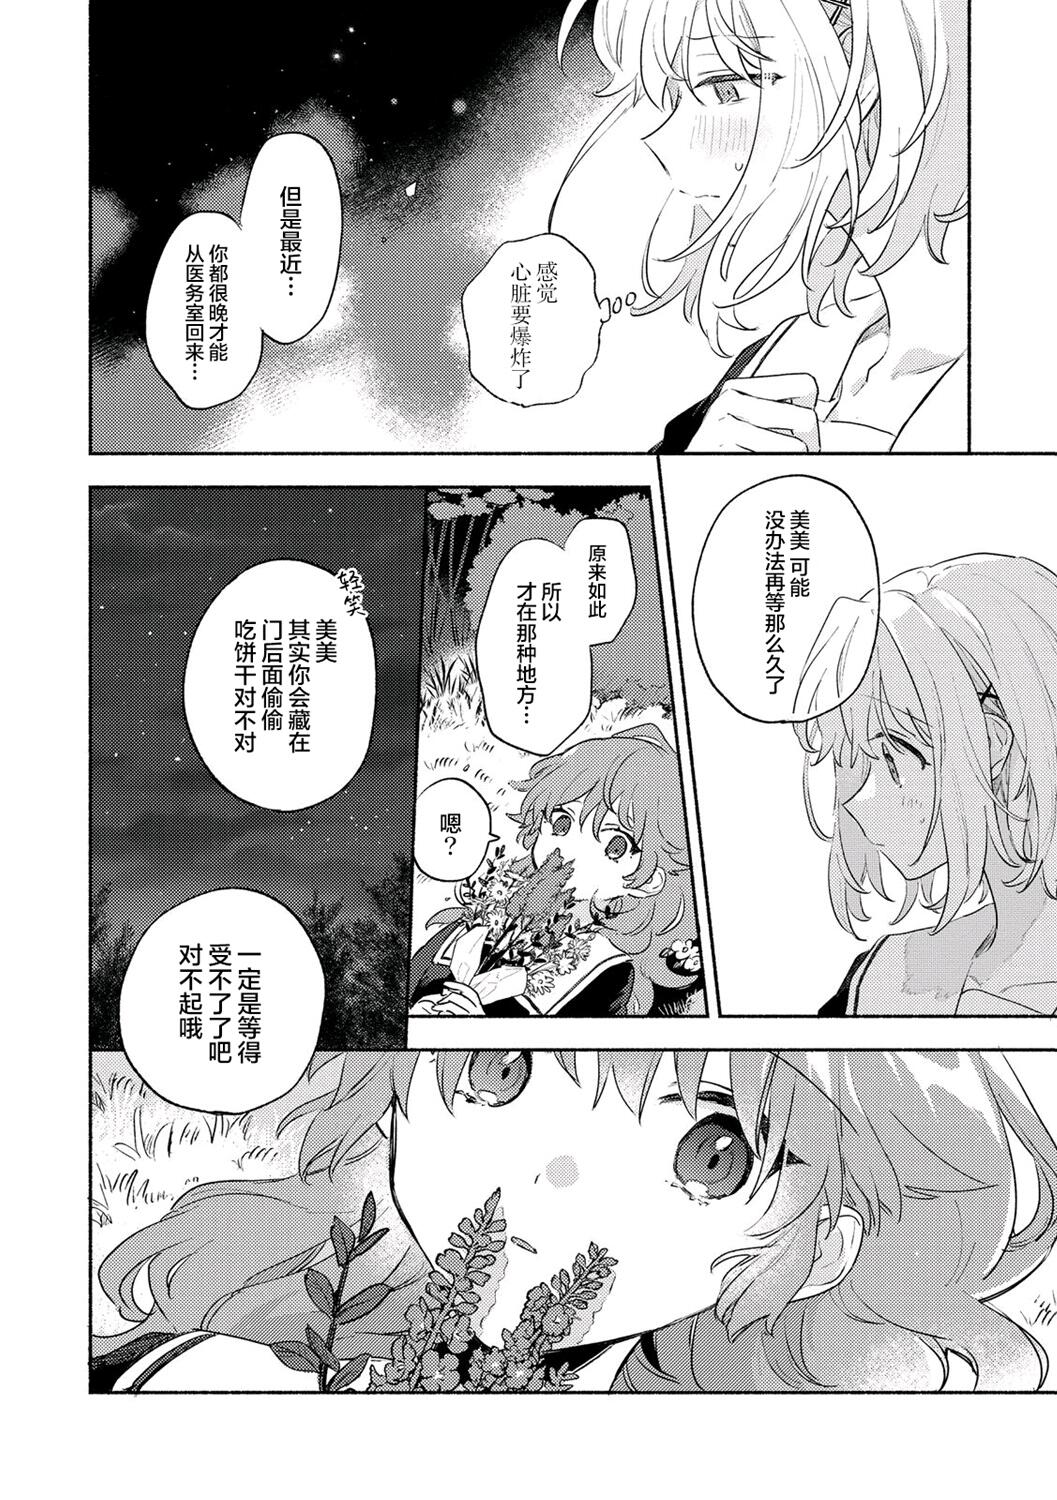 感觉
心脏要爆炸了
但是最近…
你都很晚才能
从医务室回来…
美美 可能
没办法再等那么久了
原来如此
所以
才在那种地方…
嗯？
轻笑
美美
其实你会藏在
门后面偷偷
吃饼干对不对
一定是等得
受不了了吧
对不起哦